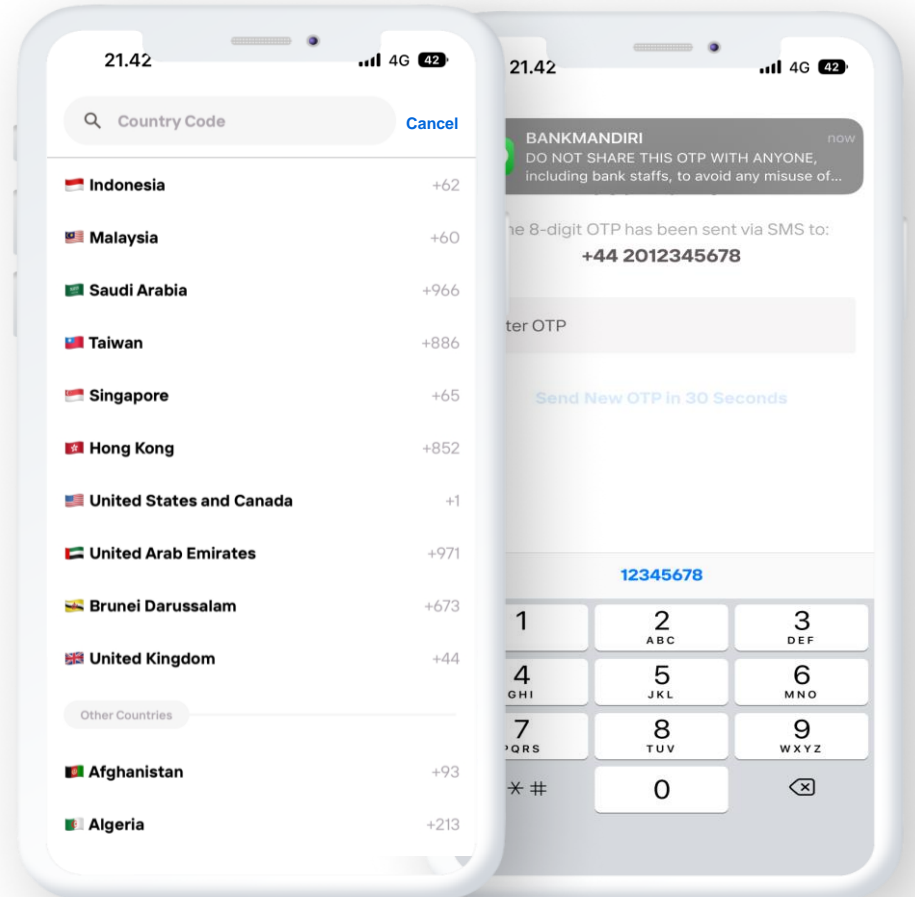 21.42
4G 42
Country Code
Cancel
Indonesia +62
Malaysia +60
Saudi Arabia +966
Taiwan +886
Singapore +65
Hong Kong +852
United States and Canada +1
United Arab Emirates +971
Brunei Darussalam +673
United Kingdom +44
Other Countries
Afghanistan +93
Algeria +213
21.42
4G 42
BANKMANDIRI now
DO NOT SHARE THIS OTP WITH ANYONE,
including bank staffs, to avoid any misuse of...
8-digit OTP has been sent via SMS to:
+44 2012345678
OTP
Send New OTP in 30 Seconds
12345678
1
2 ABC
3 DEF
4 GHI
5 JKL
6 MNO
7 PQRS
8 TUV
9 WXYZ
* #
0